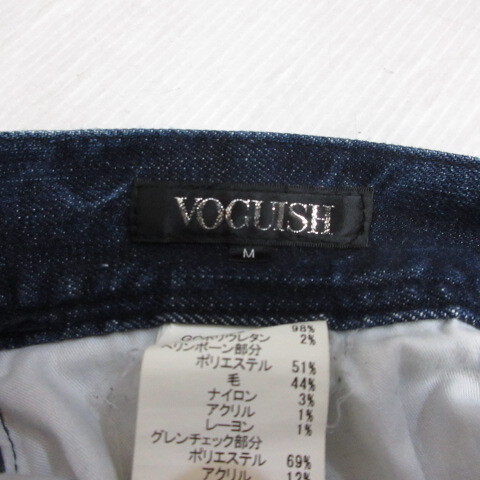 VOGUISH
M
98%
ポリウレタン 2%
ヘリンボーン部分
ポリエステル 51%
毛 44%
ナイロン 3%
アクリル 1%
レーヨン 1%
グレンチェック部分
ポリエステル 69%
アクリル 12%